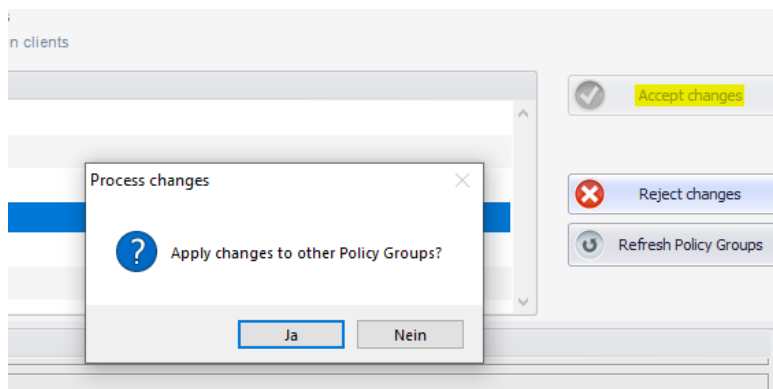 n clients
Accept changes
Process changes
Reject changes
Apply changes to other Policy Groups?
Refresh Policy Groups
Ja
Nein